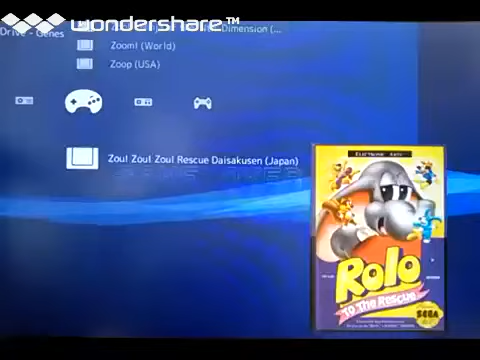 wondershare™
Drive - Genes
Dimension (...
Zoom! (World)
Zoop (USA)
Zou! Zou! Zou! Rescue Daisakusen (Japan)
ELECTRONIC ARTS
Rolo
To The Rescue
SEGA